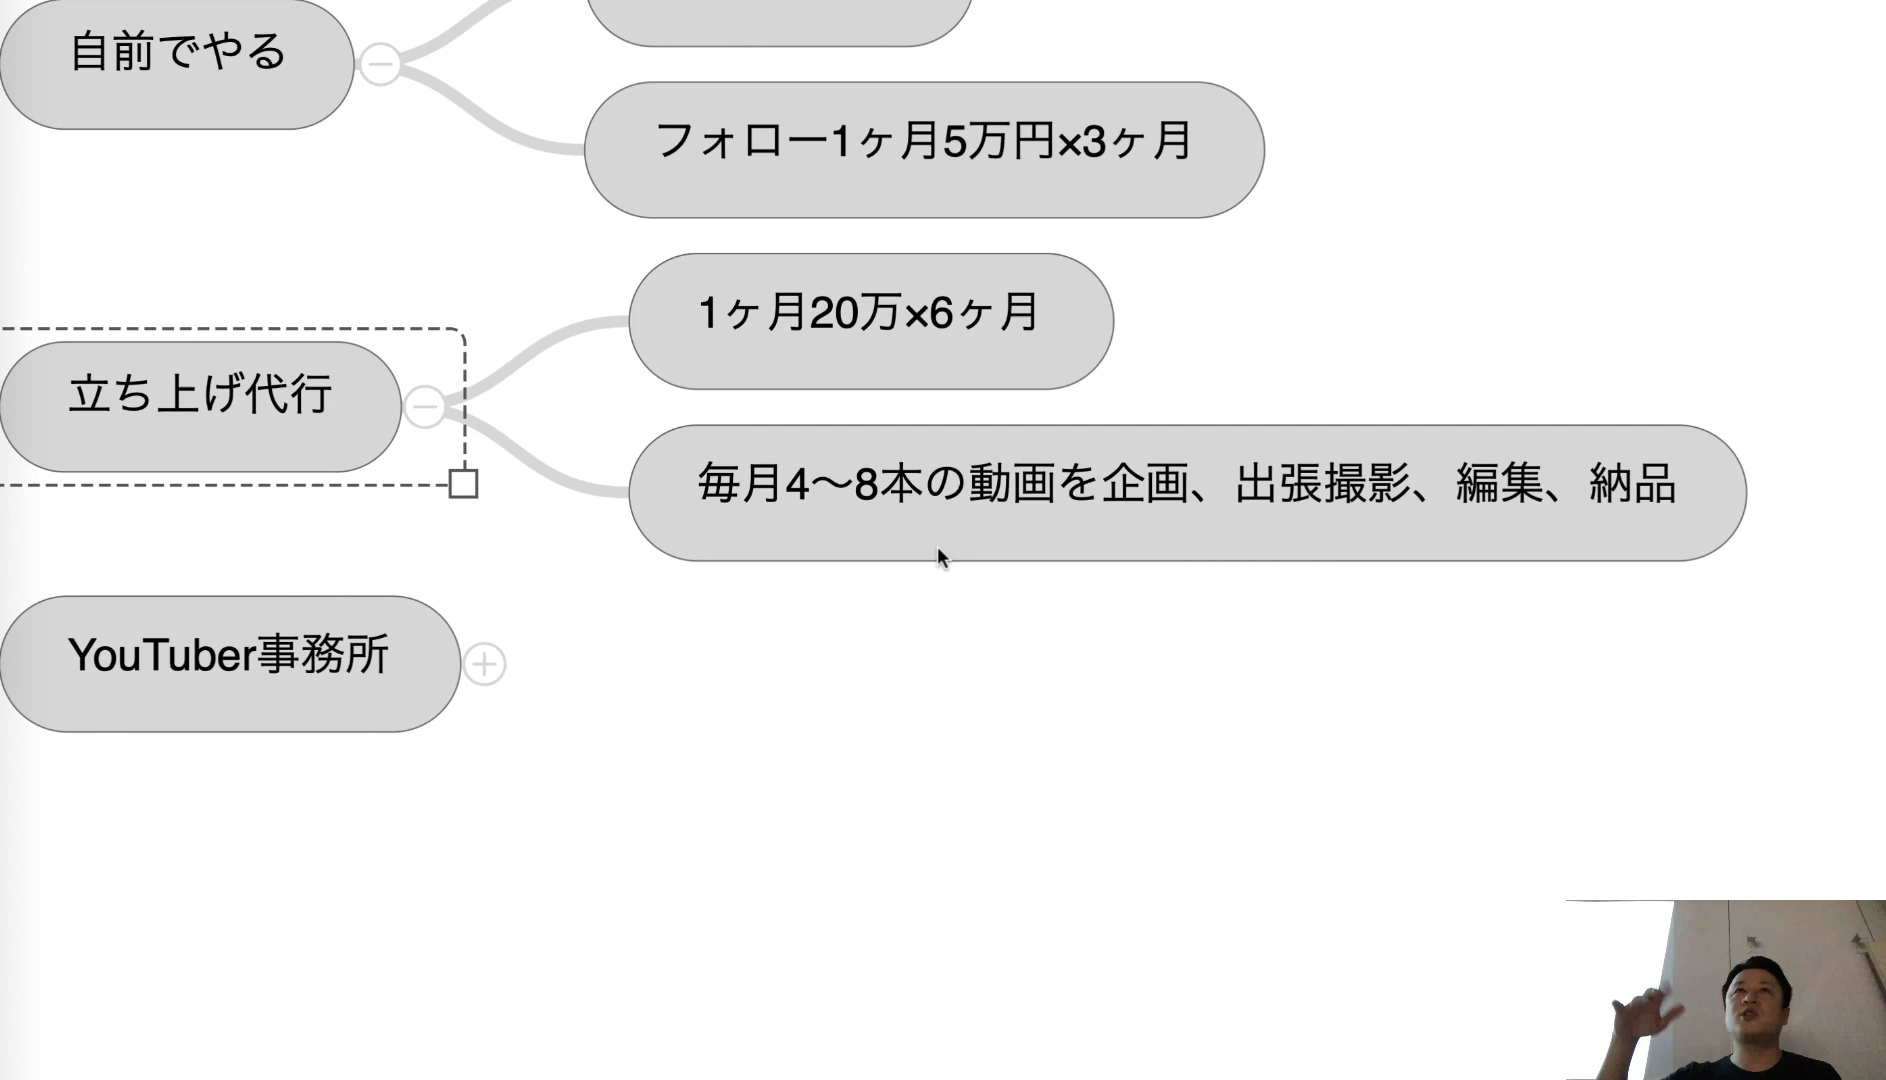 自前でやる
フォロー1ヶ月5万円×3ヶ月
1ヶ月20万×6ヶ月
立ち上げ代行
毎月4〜8本の動画を企画、出張撮影、編集、納品
YouTuber事務所